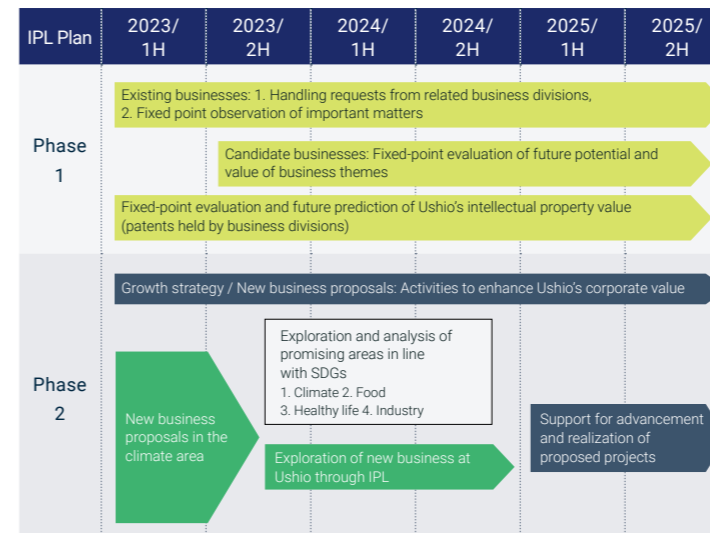 IPL Plan
2023/
1H
2023/
2H
2024/
1H
2024/
2H
2025/
1H
2025/
2H
Phase
1
Existing businesses: 1. Handling requests from related business divisions,
2. Fixed point observation of important matters
Candidate businesses: Fixed-point evaluation of future potential and
value of business themes
Fixed-point evaluation and future prediction of Ushio's intellectual property value
(patents held by business divisions)
Phase
2
Growth strategy / New business proposals: Activities to enhance Ushio's corporate value
New business
proposals in the
climate area
Exploration and analysis of
promising areas in line
with SDGs
1. Climate 2. Food
3. Healthy life 4. Industry
Exploration of new business at
Ushio through IPL
Support for advancement
and realization of
proposed projects